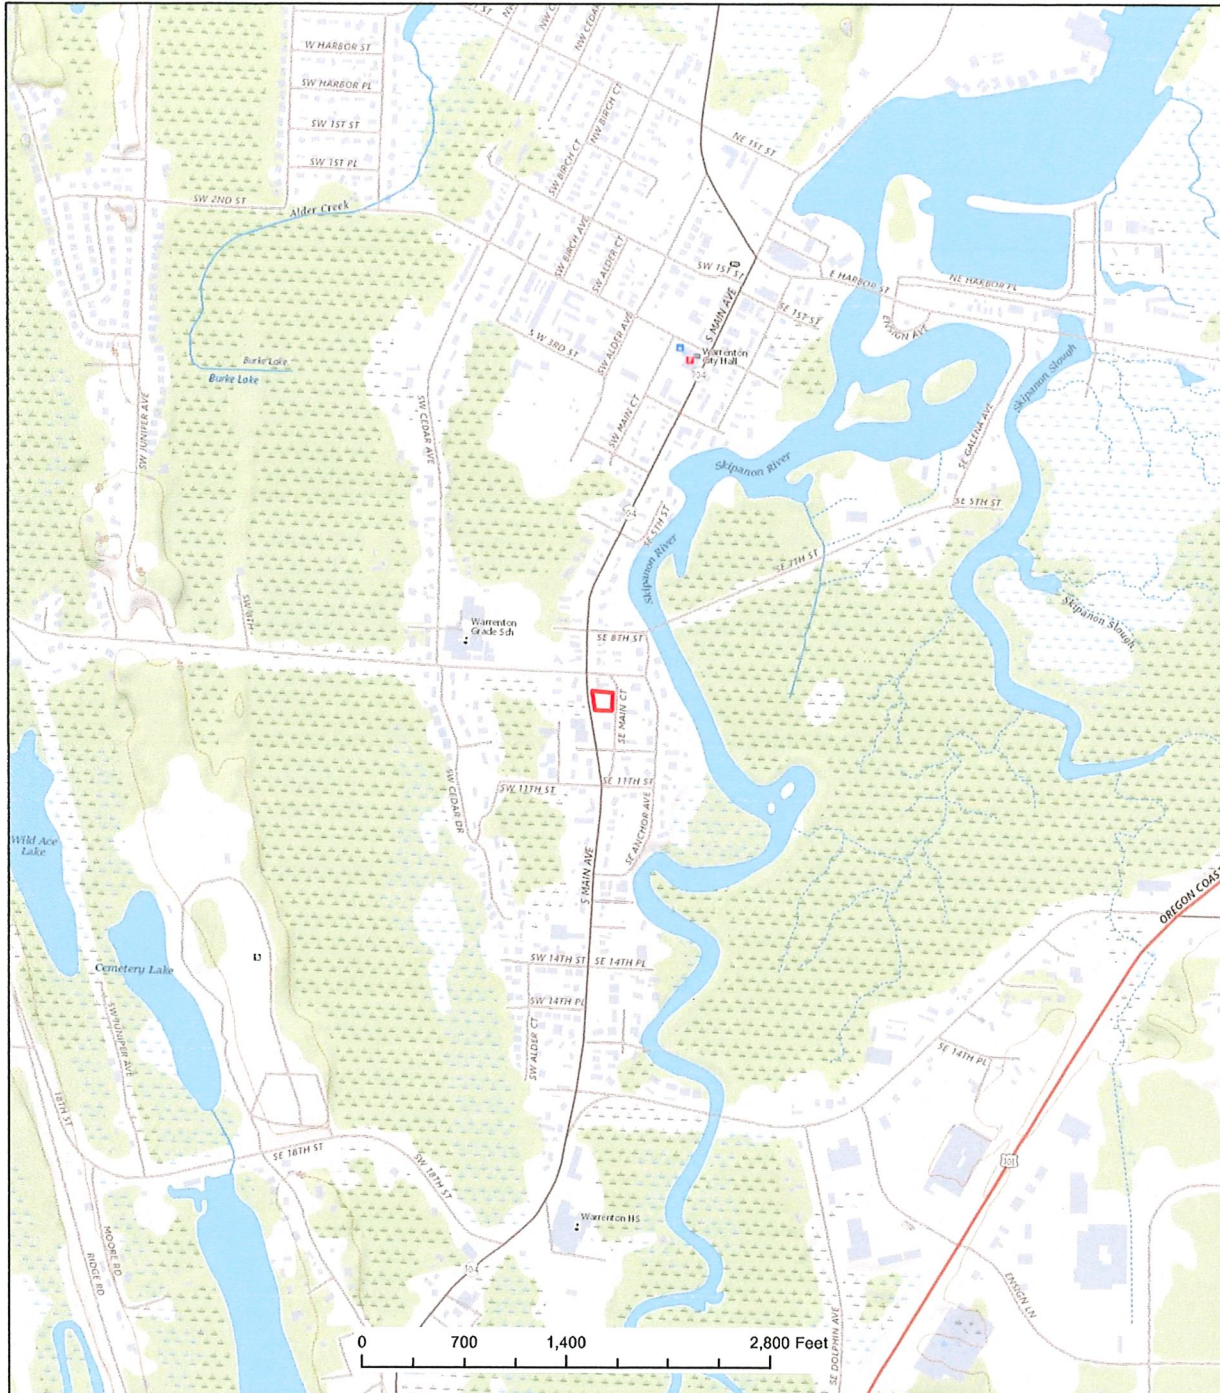 W HARBOR ST
SW HARBOR PL
SW 1ST ST
SW 1ST PL
SW 2ND ST
Alder Creek
NW CEDAR
NW BIRCH CT
SW BIRCH CT
NE 1ST ST
SW BIRCH AVE
SW ALDER CT
SW 1ST ST
E HARBOR ST
NE HARBOR PL
S MAIN AVE
SE 1ST ST
ENSIGN AVE
S W 3RD ST
SW ALDER AVE
Warrenton
City Hall
104
Burke Lake
Burke Lake
Skipanon Slough
SW JUNIPER AVE
SW CEDAR AVE
SW MAIN CT
SE GALENA AVE
Skipanon River
SE 5TH ST
104
SE 5TH ST
Skipanon River
SE 7TH ST
SW 8TH
Warrenton
Grade Sch
SE 8TH ST
Skipanon Slough
SE MAIN CT
SW 11TH ST
SE 11TH ST
SW CEDAR DR
SE ANCHOR AVE
Wild Ace
Lake
S MAIN AVE
OREGON COAST
Cemetery Lake
SW 14TH ST
SE 14TH PL
SW 14TH PL
SW JUNIPER AVE
SW ALDER CT
SE 14TH PL
18TH ST
SE 18TH ST
SW 18TH ST
101
Warrenton HS
MOORE RD
RIDGE RD
104
ENSIGN LN
SE DOLPHIN AVE
0 700 1,400 2,800 Feet